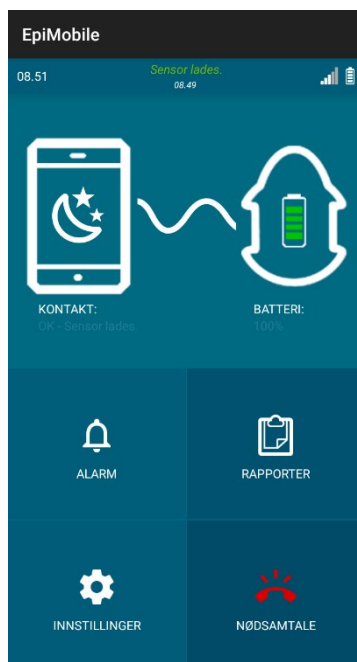 EpiMobile
08.51
Sensor lades.
08.49
KONTAKT:
OK - Sensor lades.
BATTERI:
100%
ALARM
RAPPORTER
INNSTILLINGER
NØDSAMTALE